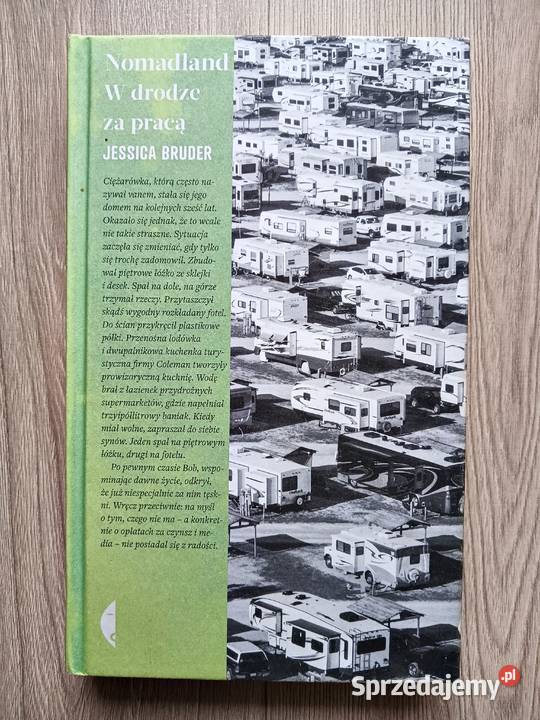 Nomadland
W drodze
za pracą
JESSICA BRUDER
Ciężarówka, którą często na-
zywał vanem, stała się jego
domem na kolejnych sześć lat.
Okazało się jednak, że to wcale
nie takie straszne. Sytuacja
zaczęła się zmieniać, gdy tylko
się trochę zadomowił. Zbudo-
wał piętrowe łóżko ze sklejki
i desek. Spał na dole, na górze
trzymał rzeczy. Przytaszczył
skądś wygodny rozkładany fotel.
Do ścian przykręcił plastikowe
półki. Przenośna lodówka
i dwupalnikowa kuchenka tury-
styczna firmy Coleman tworzyły
prowizoryczną kuchnię. Wodę
brał z łazienek przydrożnych
supermarketów, gdzie napełniał
trzyipółlitrowy baniak. Kiedy
miał wolne, zapraszał do siebie
synów. Jeden spał na piętrowym
łóżku, drugi na fotelu.
Po pewnym czasie Bob, wspo-
minając dawne życie, odkrył,
że już niespecjalnie za nim tęsk-
ni. Wręcz przeciwnie: na myśl
o tym, czego nie ma – a konkret-
nie o opłatach za czynsz i me-
dia – nie posiadał się z radości.
Sprzedajemy.pl